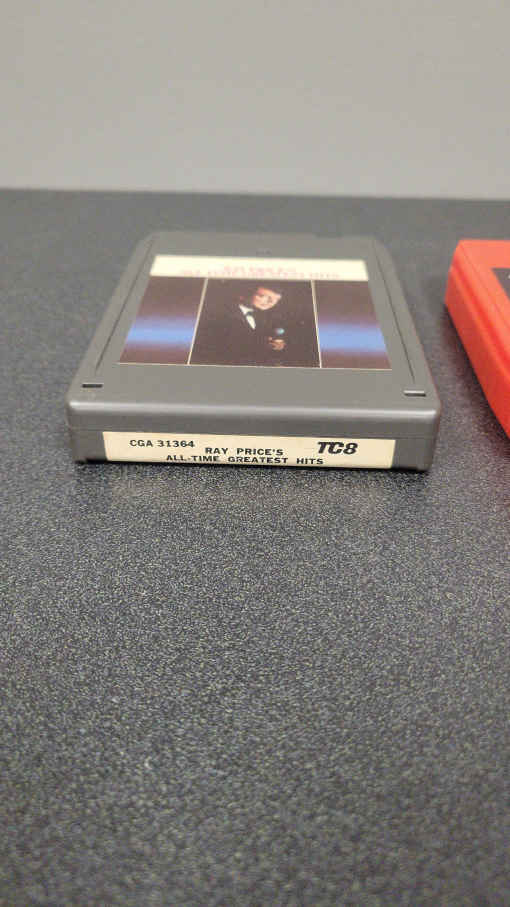 CGA 31364
TC8
RAY PRICE'S
ALL-TIME GREATEST HITS